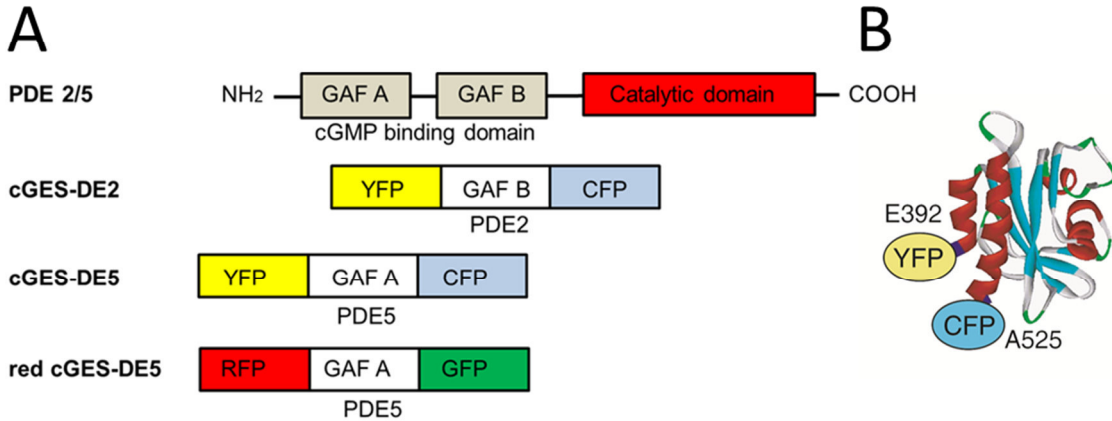 A
B
PDE 2/5
NH2
GAF A
GAF B
Catalytic domain
COOH
cGMP binding domain
cGES-DE2
YFP
GAF B
CFP
PDE2
cGES-DE5
YFP
GAF A
CFP
PDE5
red cGES-DE5
RFP
GAF A
GFP
PDE5
E392
YFP
CFP
A525